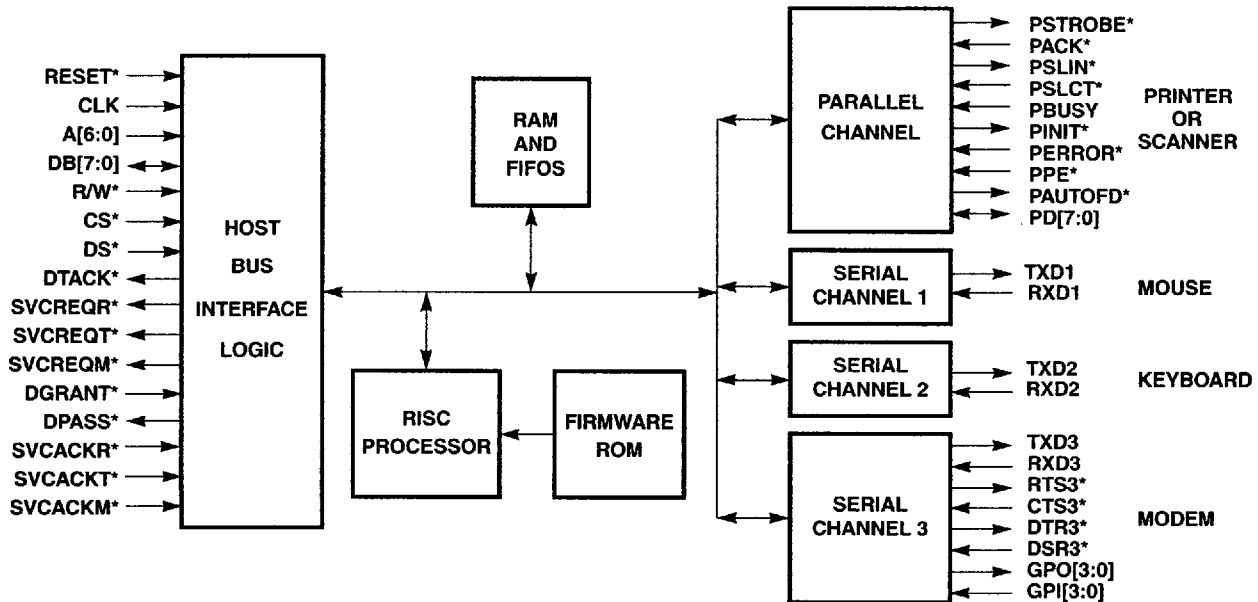 RESET*
CLK
A[6:0]
DB[7:0]
R/W*
CS*
DS*
DTACK*
SVCREQR*
SVCREQT*
SVCREQM*
DGRANT*
DPASS*
SVCACKR*
SVCACKT*
SVCACKM*
HOST
BUS
INTERFACE
LOGIC
RAM
AND
FIFOS
RISC
PROCESSOR
FIRMWARE
ROM
PARALLEL
CHANNEL
PSTROBE*
PACK*
PSLIN*
PSLCT*
PBUSY
PINIT*
PERROR*
PPE*
PAUTOFD*
PD[7:0]
PRINTER
OR
SCANNER
SERIAL
CHANNEL 1
TXD1
RXD1
MOUSE
SERIAL
CHANNEL 2
TXD2
RXD2
KEYBOARD
SERIAL
CHANNEL 3
TXD3
RXD3
RTS3*
CTS3*
DTR3*
DSR3*
GPO[3:0]
GPI[3:0]
MODEM